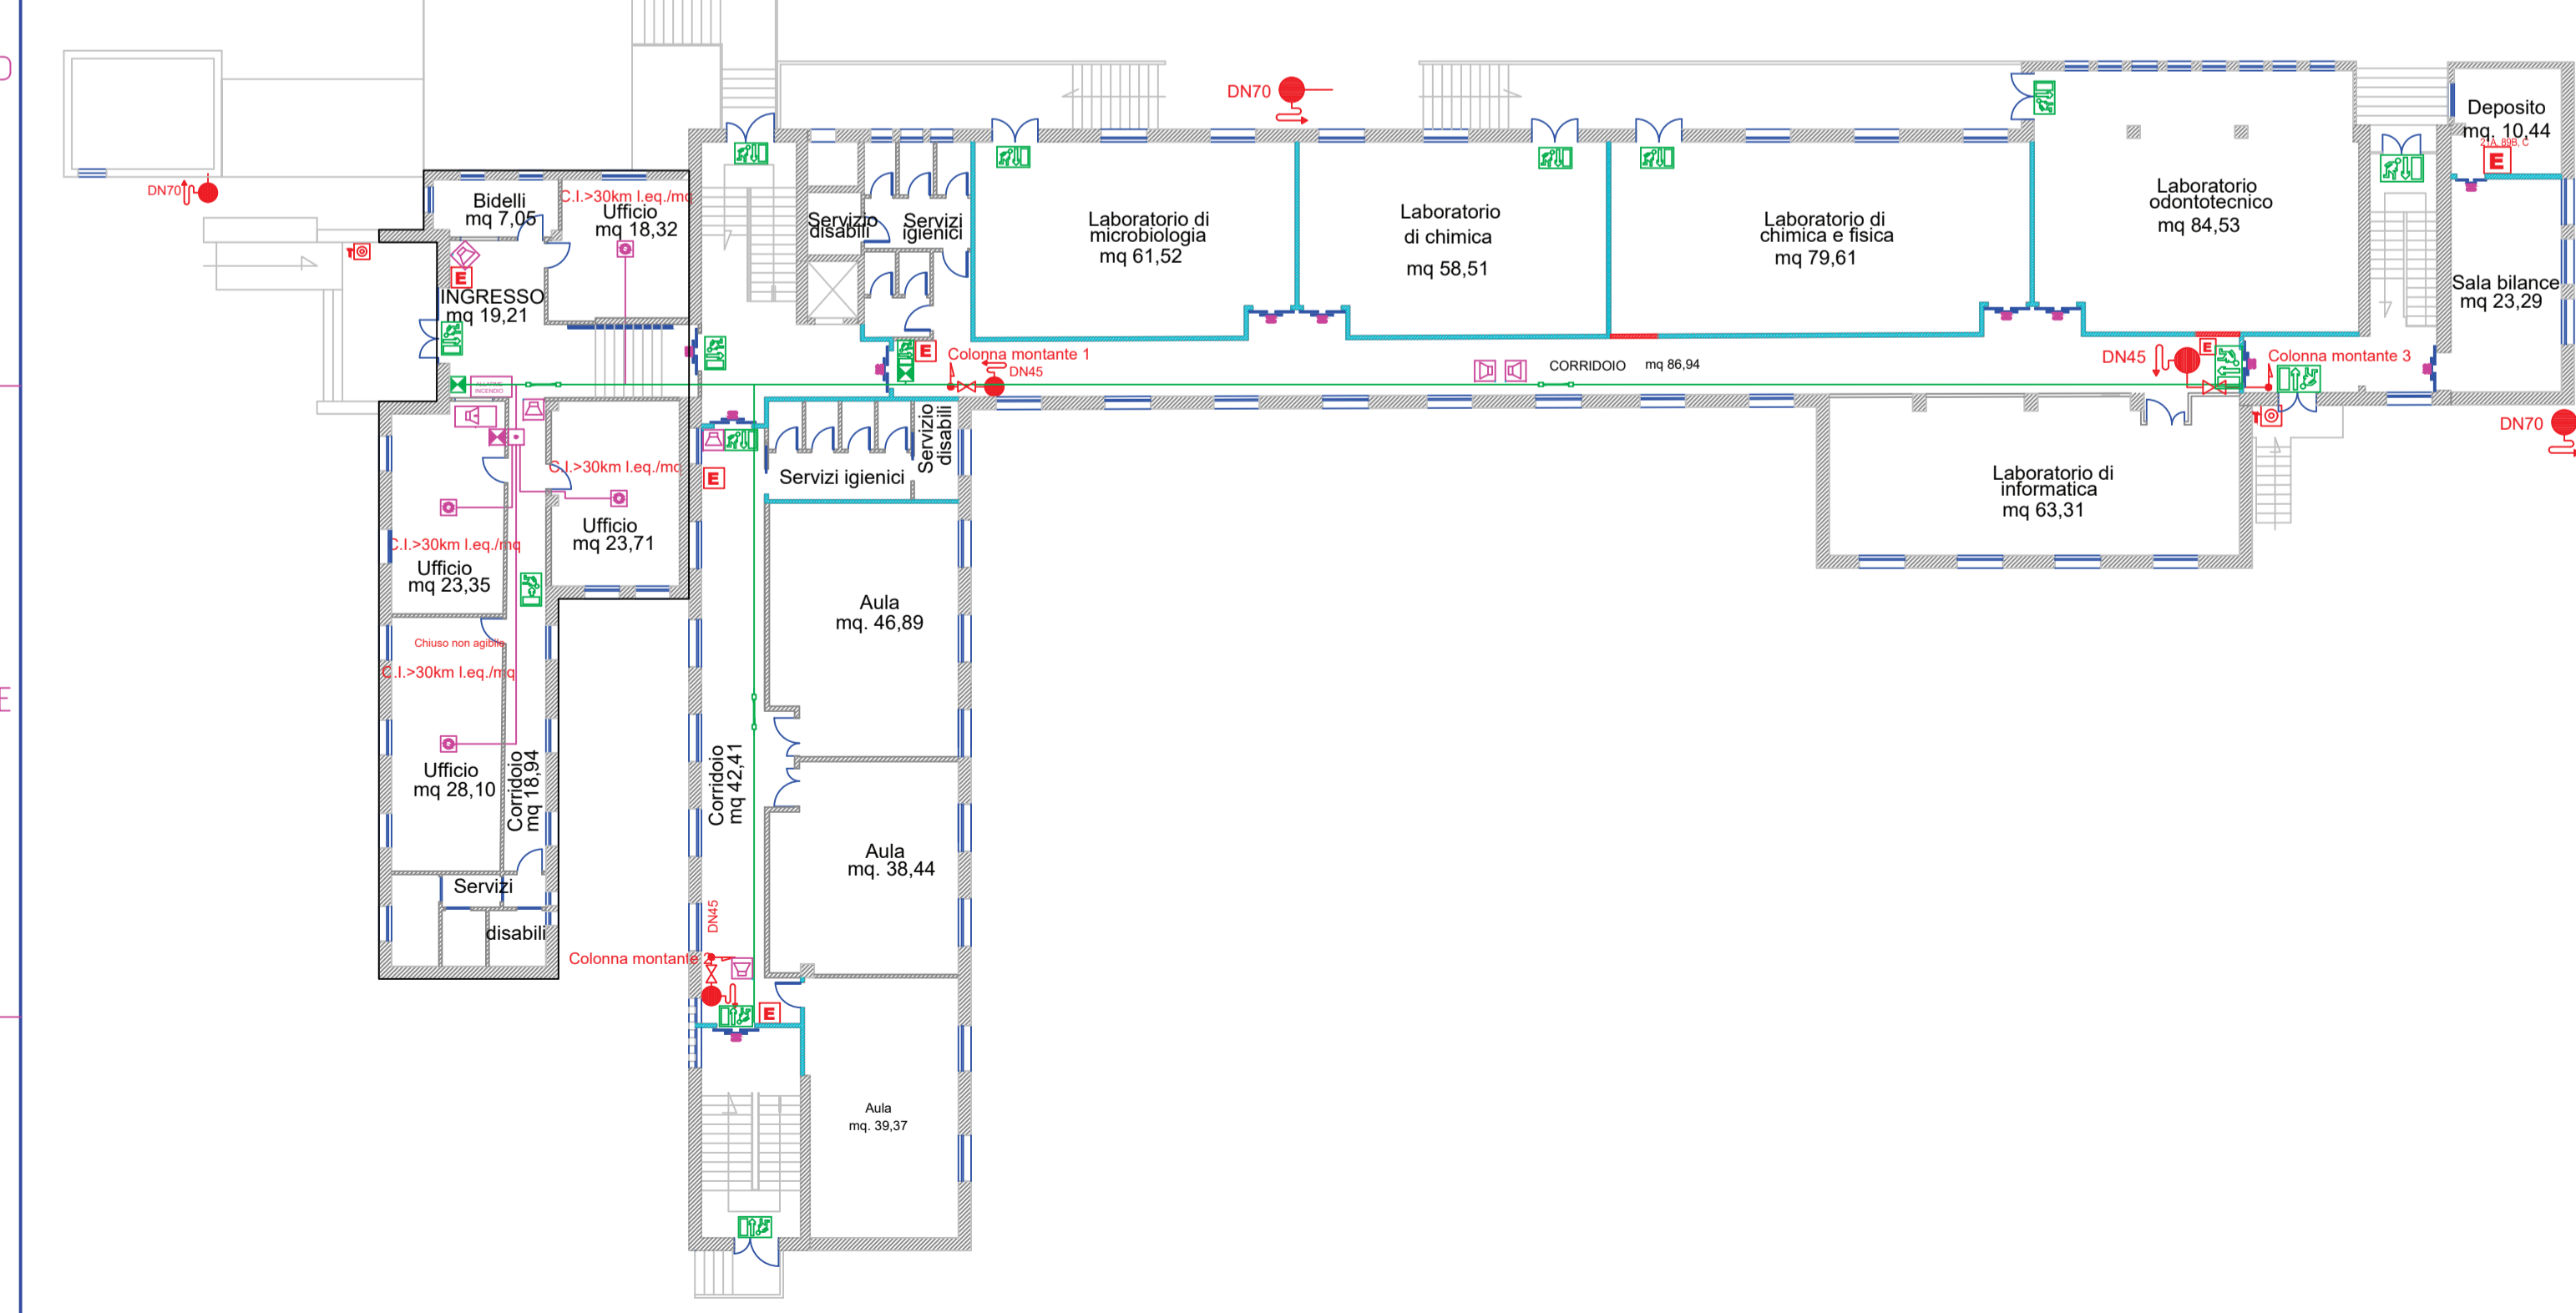 DN70
Deposito
mq. 10,44
21A, 89B, C
E
DN70
Bidelli
mq 7,05
C.I.>30km l.eq./mq
Ufficio
mq 18,32
Servizio
disabili
Servizi
igienici
Laboratorio di
microbiologia
mq 61,52
Laboratorio
di chimica
mq 58,51
Laboratorio di
chimica e fisica
mq 79,61
Laboratorio
odontotecnico
mq 84,53
Sala bilance
mq 23,29
E
INGRESSO
mq 19,21
E
Colonna montante 1
DN45
CORRIDOIO mq 86,94
DN45
E
Colonna montante 3
ALLARME
INCENDIO
DN70
C.I.>30km l.eq./mq
Ufficio
mq 23,71
E
Servizi igienici
Servizio
disabili
Laboratorio di
informatica
mq 63,31
C.I.>30km l.eq./mq
Ufficio
mq 23,35
Aula
mq. 46,89
Chiuso non agibile
C.I.>30km l.eq./mq
Ufficio
mq 28,10
Corridoio
mq 18,94
Corridoio
mq 42,41
Aula
mq. 38,44
Servizi
disabili
DN45
Colonna montante 2
E
Aula
mq. 39,37
E